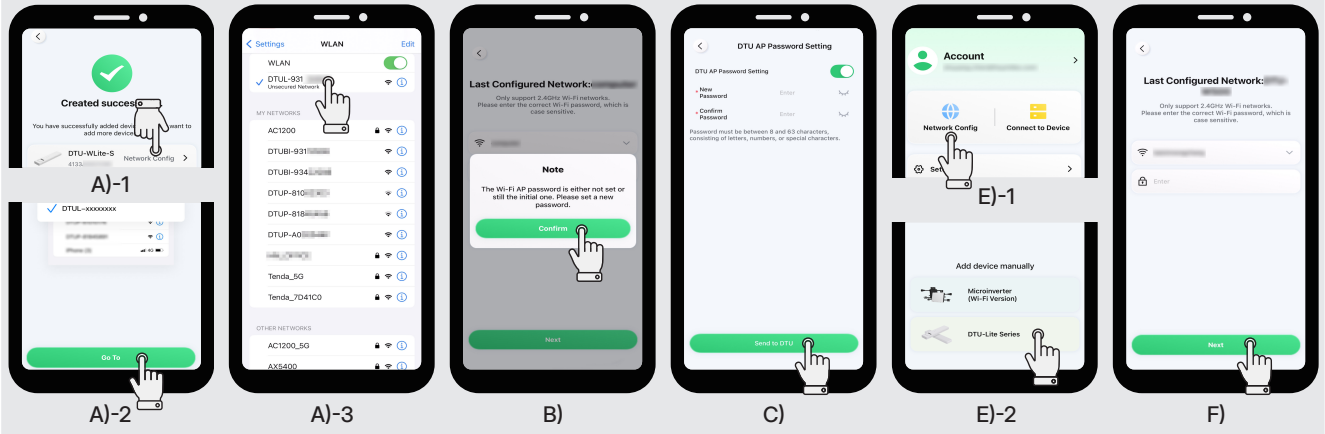 Created success
You have successfully added devic want to
add more device
DTU-WLite-S
4133
Network Config
A)-1
DTUL-xxxxxxxx
Go To
A)-2
Settings
WLAN
Edit
WLAN
DTUL-931
Unsecured Network
MY NETWORKS
AC1200
DTUBI-931
DTUBI-934
DTUP-810
DTUP-818
DTUP-A0
Tenda_5G
Tenda_7D41C0
OTHER NETWORKS
AC1200_5G
AX5400
A)-3
Last Configured Network:
Only support 2.4GHz Wi-Fi networks.
Please enter the correct Wi-Fi password, which is
case sensitive.
Note
The Wi-Fi AP password is either not set or
still the initial one. Please set a new
password.
Confirm
Next
B)
DTU AP Password Setting
DTU AP Password Setting
* New
Password
Enter
* Confirm
Password
Enter
Password must be between 8 and 63 characters,
consisting of letters, numbers, or special characters.
Send to DTU
C)
Account
Network Config
Connect to Device
Set
E)-1
Add device manually
Microinverter
(Wi-Fi Version)
DTU-Lite Series
E)-2
Last Configured Network:
Only support 2.4GHz Wi-Fi networks.
Please enter the correct Wi-Fi password, which is
case sensitive.
Enter
Next
F)